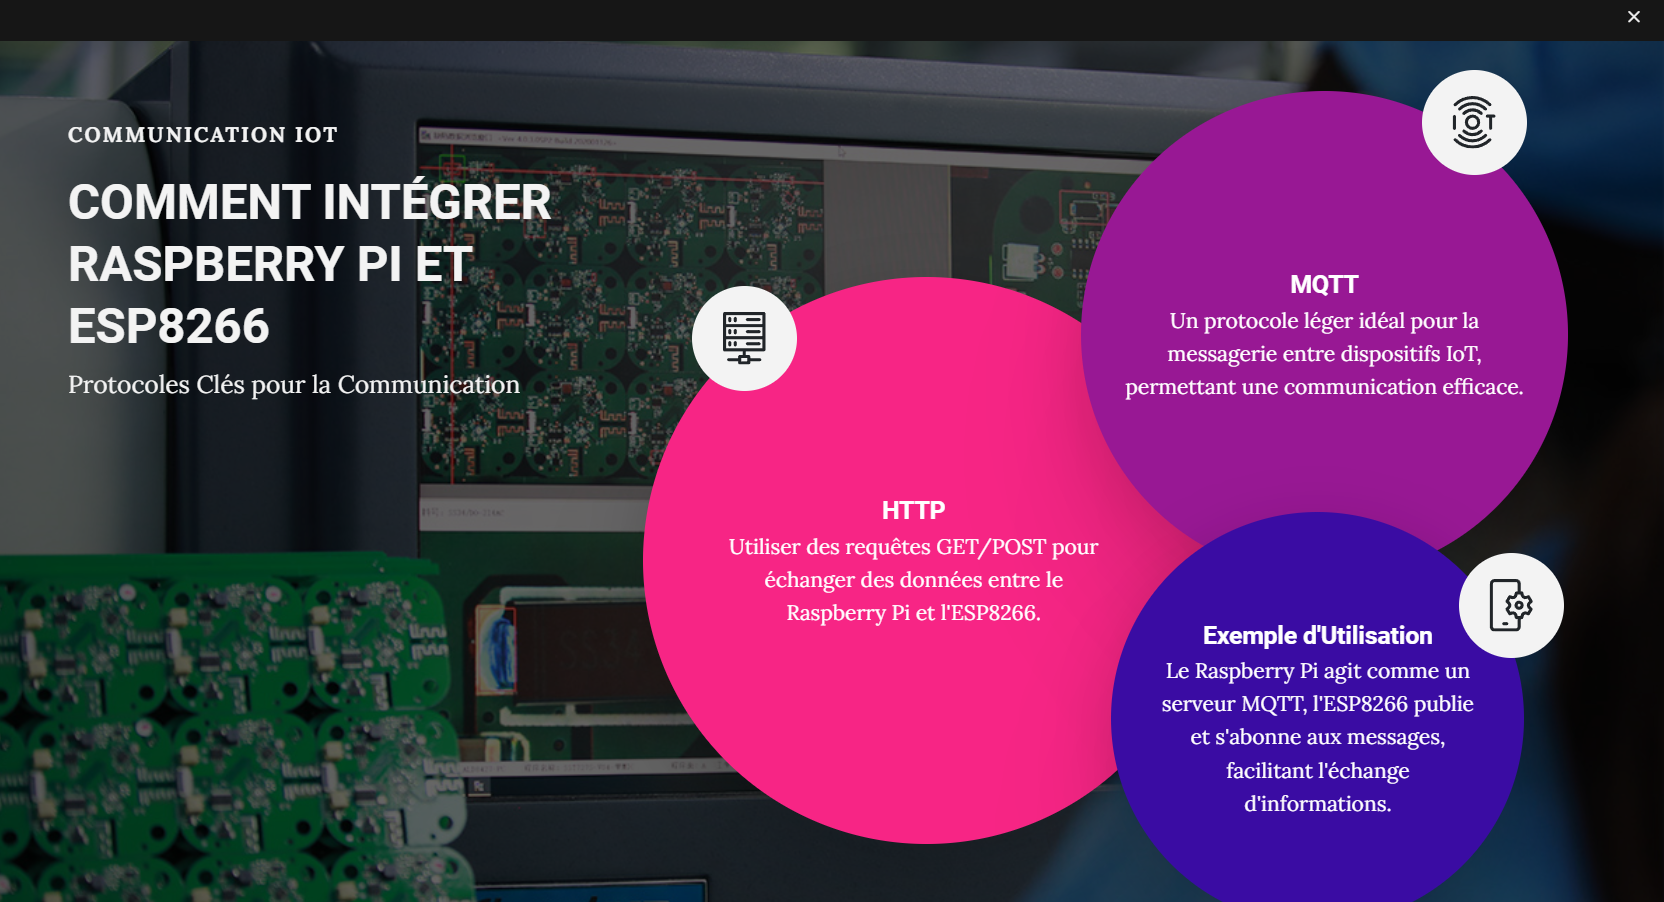 COMMUNICATION IOT
COMMENT INTÉGRER
RASPBERRY PI ET
ESP8266
Protocoles Clés pour la Communication
HTTP
Utiliser des requêtes GET/POST pour
échanger des données entre le
Raspberry Pi et l'ESP8266.
IOT
MQTT
Un protocole léger idéal pour la
messagerie entre dispositifs IoT,
permettant une communication efficace.
Exemple d'Utilisation
Le Raspberry Pi agit comme un
serveur MQTT, l'ESP8266 publie
et s'abonne aux messages,
facilitant l'échange
d'informations.